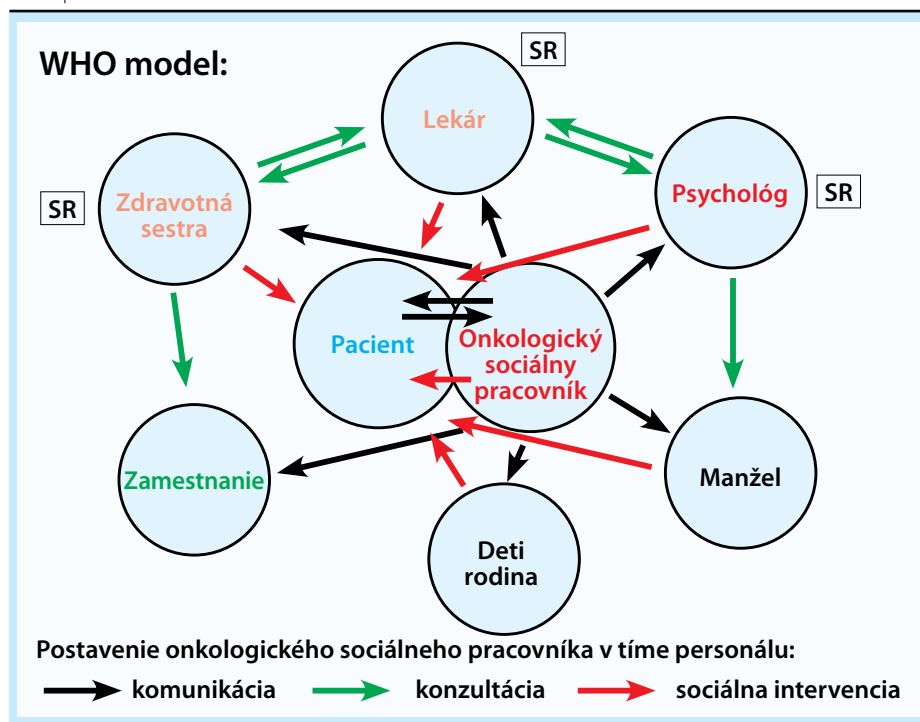 WHO model:
SR
Lekár
SR
Zdravotná
sestra
Psychológ
SR
Pacient
Onkologický
sociálny
pracovník
Zamestnanie
Manžel
Deti
rodina
Postavenie onkologického sociálneho pracovníka v tíme personálu:
komunikácia
konzultácia
sociálna intervencia